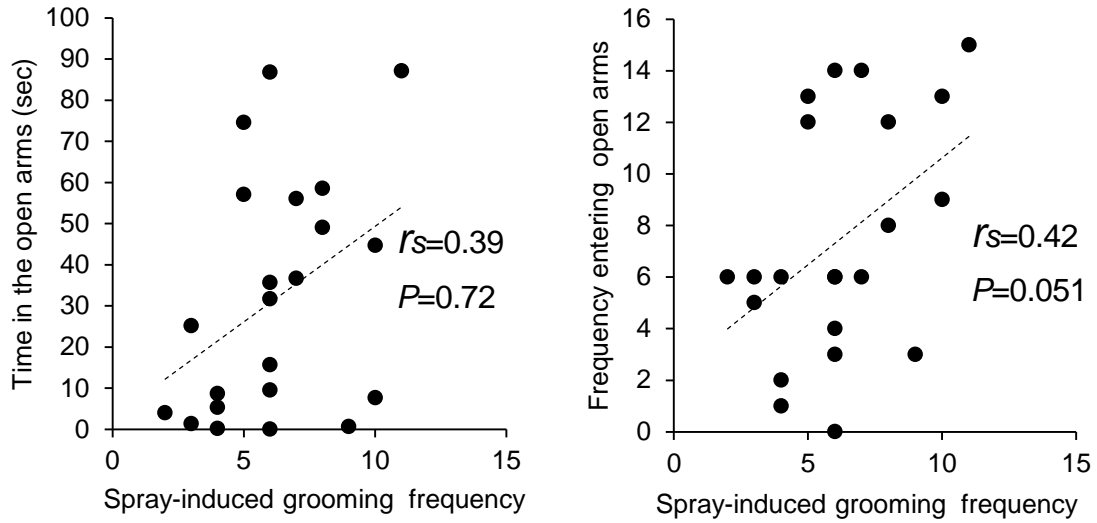 Time in the open arms (sec)
100
90
80
70
60
50
40
30
20
10
0
0 5 10 15
Spray-induced grooming frequency
rs=0.39
P=0.72
Frequency entering open arms
16
14
12
10
8
6
4
2
0
0 5 10 15
Spray-induced grooming frequency
rs=0.42
P=0.051